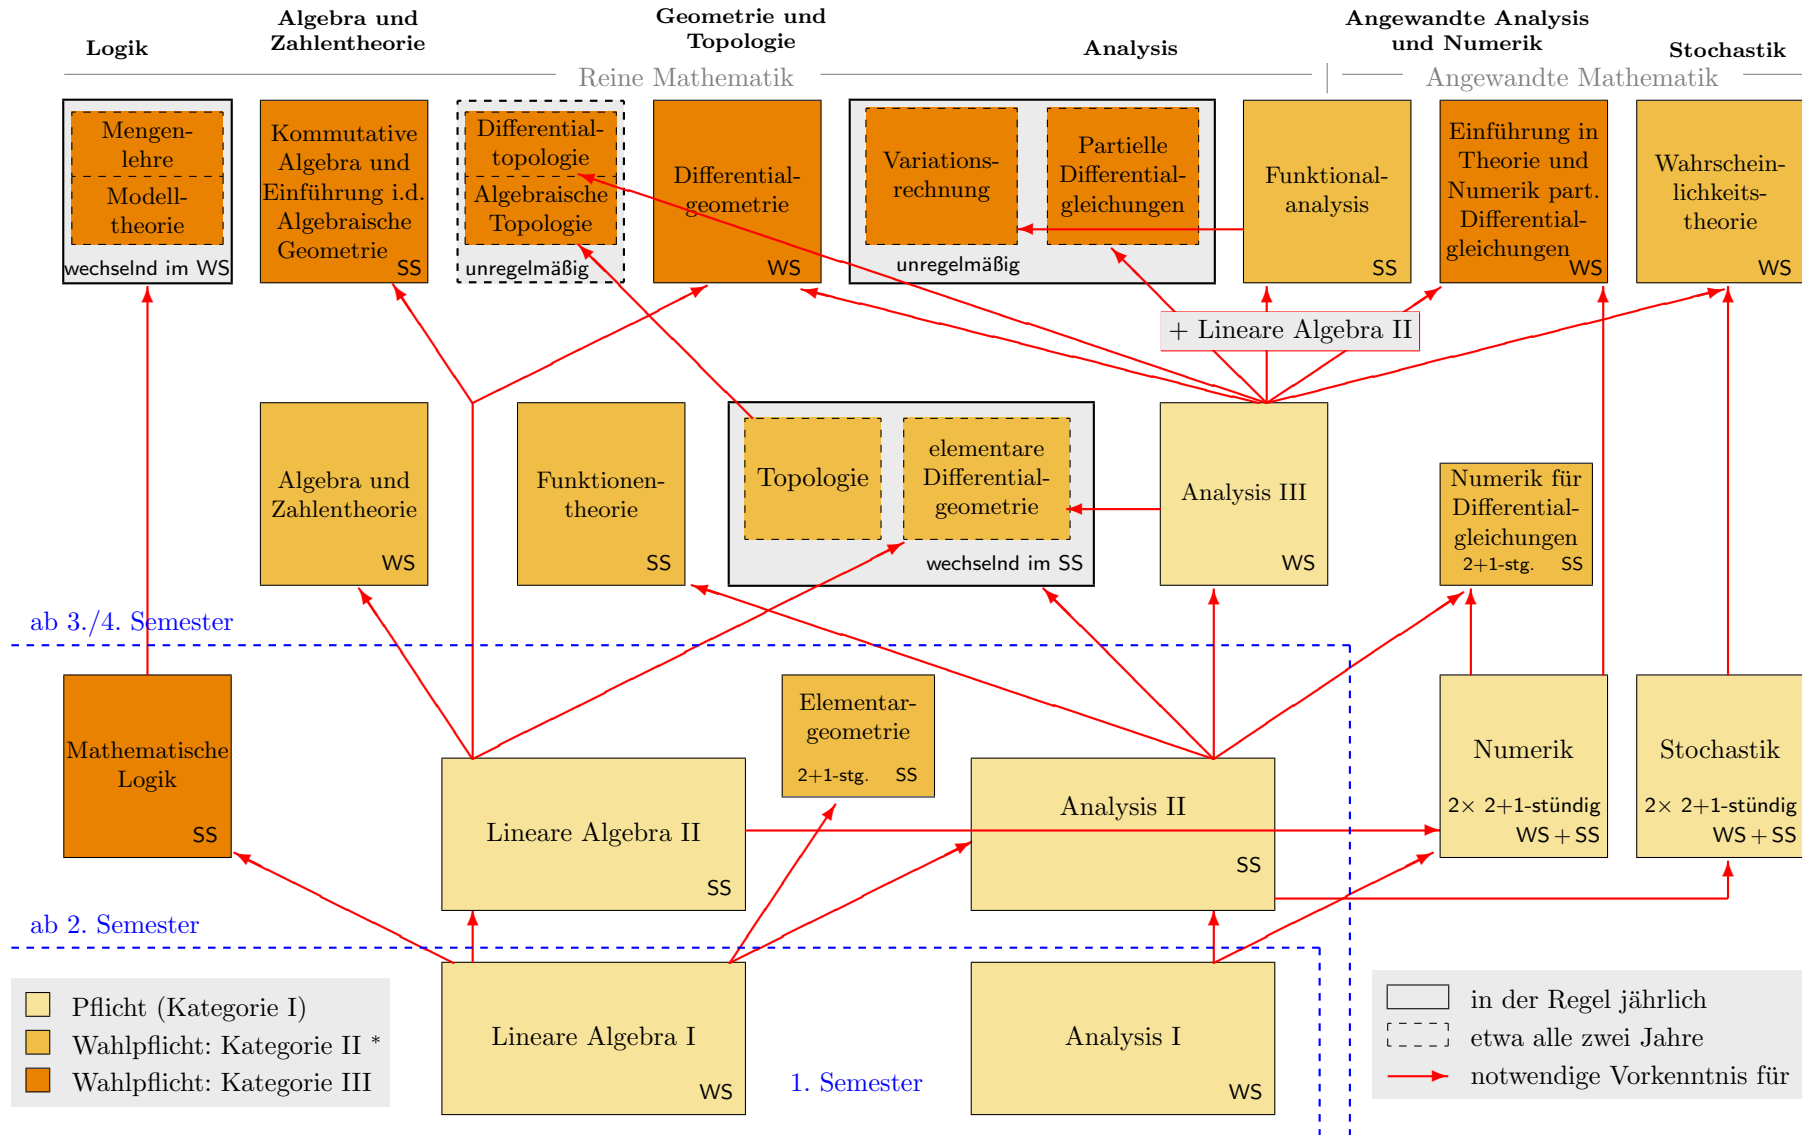 Logik
Algebra und
Zahlentheorie
Geometrie und
Topologie
Analysis
Angewandte Analysis
und Numerik
Stochastik
Reine Mathematik
Angewandte Mathematik
Mengen-
lehre
Modell-
theorie
wechselnd im WS
Kommutative
Algebra und
Einführung i.d.
Algebraische
Geometrie
SS
Differential-
topologie
Algebraische
Topologie
unregelmäßig
Differential-
geometrie
WS
Variations-
rechnung
Partielle
Differential-
gleichungen
unregelmäßig
Funktional-
analysis
SS
Einführung in
Theorie und
Numerik part.
Differential-
gleichungen
WS
Wahrschein-
lichkeits-
theorie
WS
+ Lineare Algebra II
Algebra und
Zahlentheorie
WS
Funktionen-
theorie
SS
Topologie
elementare
Differential-
geometrie
wechselnd im SS
Analysis III
WS
Numerik für
Differential-
gleichungen
2+1-stg. SS
ab 3./4. Semester
Mathematische
Logik
SS
Lineare Algebra II
SS
Elementar-
geometrie
2+1-stg. SS
Analysis II
SS
Numerik
2× 2+1-stündig
WS + SS
Stochastik
2× 2+1-stündig
WS + SS
ab 2. Semester
Lineare Algebra I
WS
1. Semester
Analysis I
WS
Pflicht (Kategorie I)
Wahlpflicht: Kategorie II *
Wahlpflicht: Kategorie III
in der Regel jährlich
etwa alle zwei Jahre
notwendige Vorkenntnis für